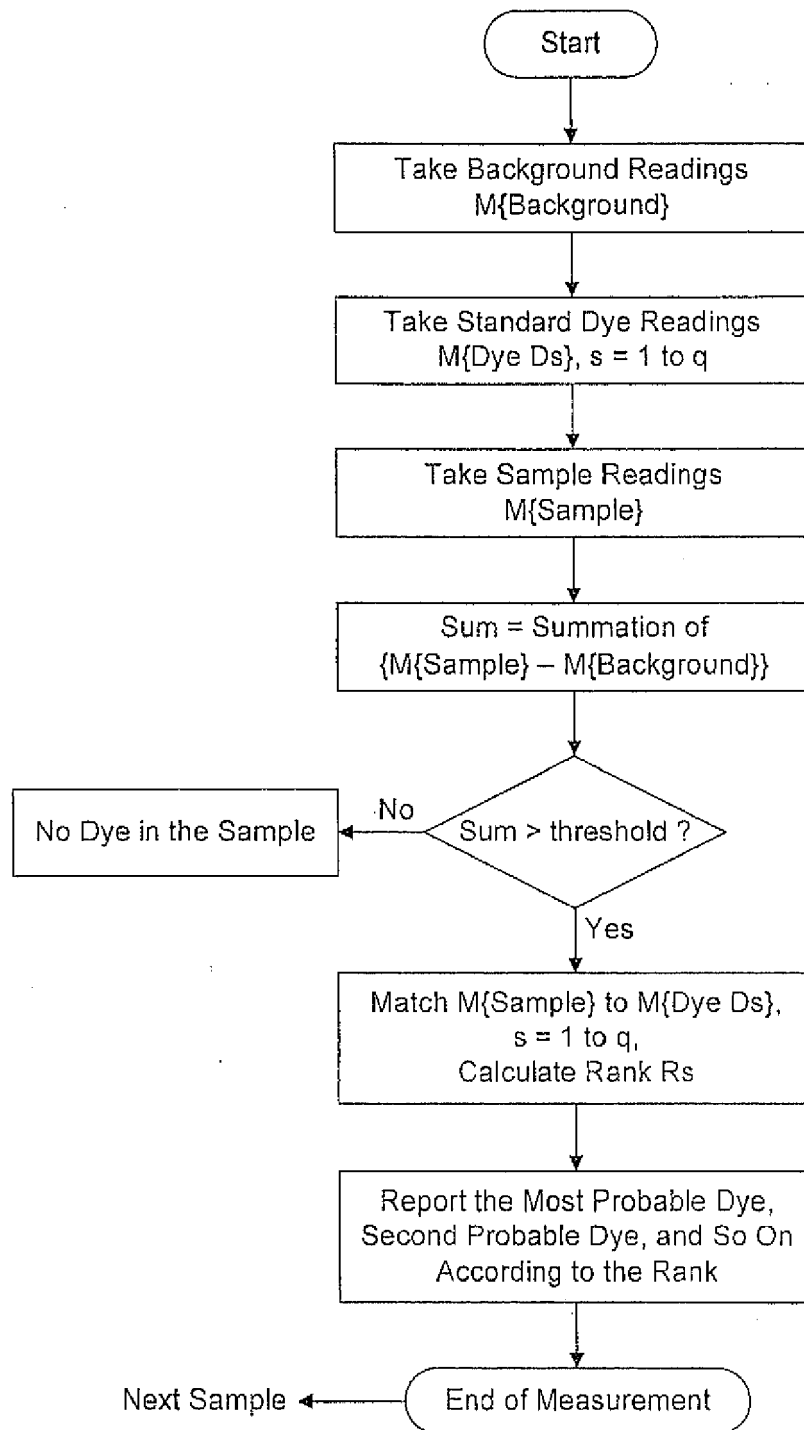 Start
Take Background Readings
M{Background}
Take Standard Dye Readings
M{Dye Ds}, s = 1 to q
Take Sample Readings
M{Sample}
Sum = Summation of
{M{Sample} – M{Background}}
Sum > threshold ?
No
No Dye in the Sample
Yes
Match M{Sample} to M{Dye Ds},
s = 1 to q,
Calculate Rank Rs
Report the Most Probable Dye,
Second Probable Dye, and So On
According to the Rank
End of Measurement
Next Sample